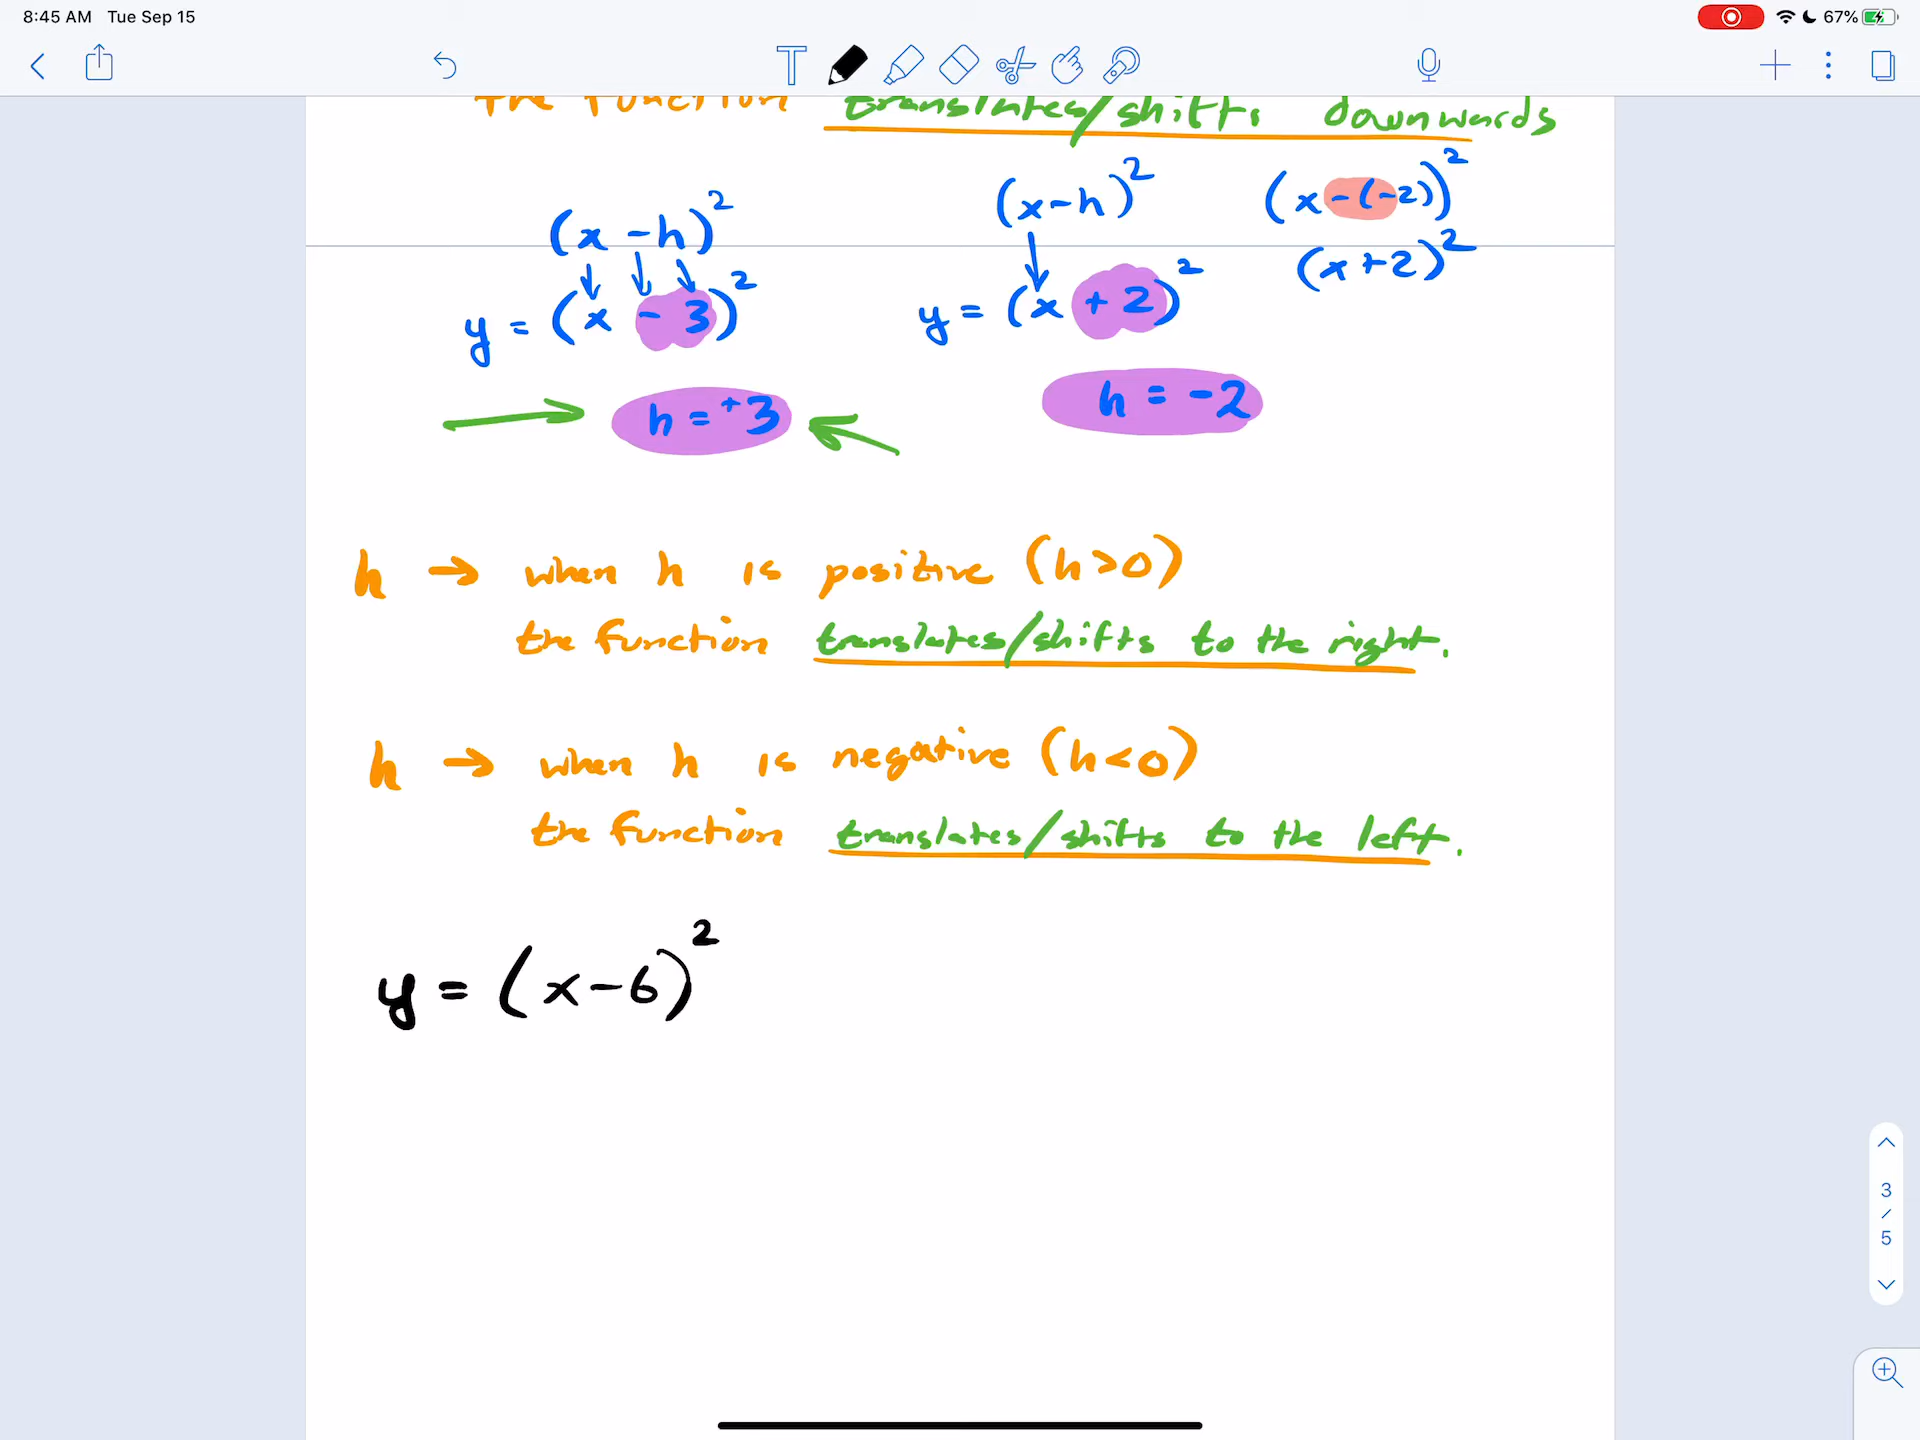 8:45 AM Tue Sep 15
67%
T
the function translates/shifts downwards
(x-h)² (x-(-2))²
(x -h)² (x+2)²
y = (x - 3)² y = (x + 2)²
h = +3 h = -2
h → when h is positive (h>0)
the function translates/shifts to the right.
h → when h is negative (h<0)
the function translates/shifts to the left.
y = (x-6)²
3
/
5